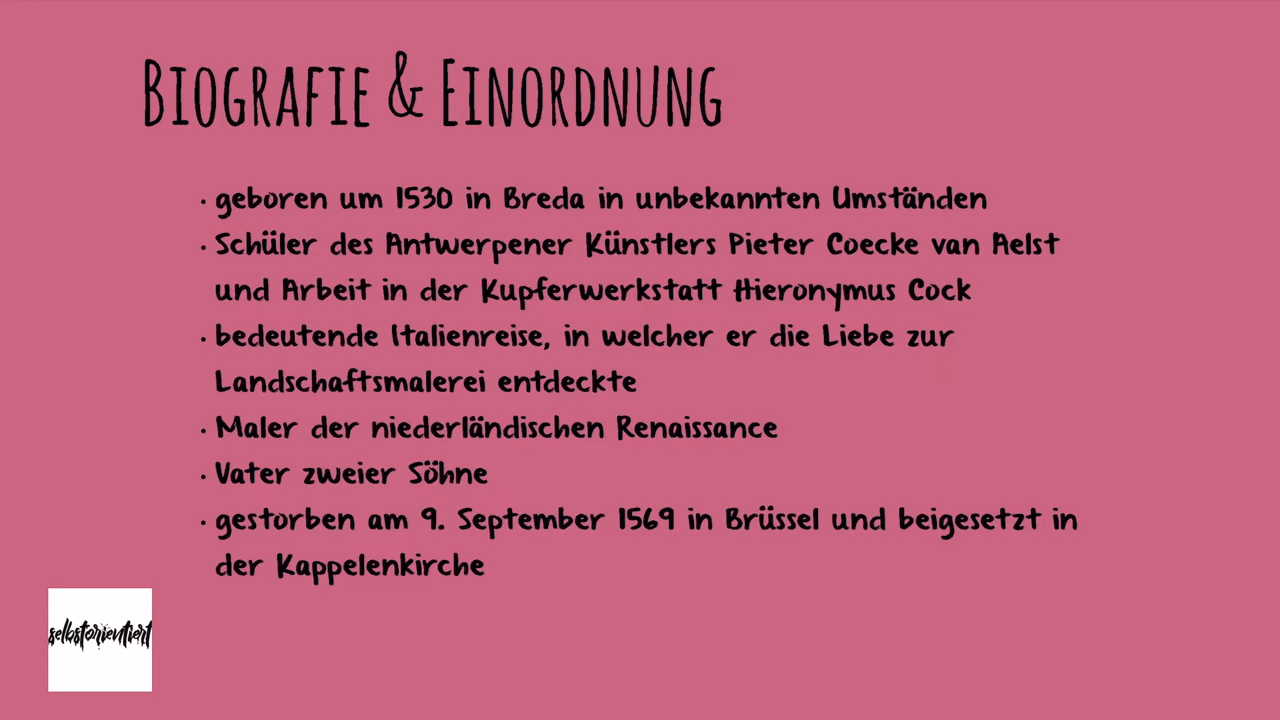 Biografie & Einordnung
• geboren um 1530 in Breda in unbekannten Umständen
• Schüler des Antwerpener Künstlers Pieter Coecke van Aelst
und Arbeit in der Kupferwerkstatt Hieronymus Cock
• bedeutende Italienreise, in welcher er die Liebe zur
Landschaftsmalerei entdeckte
• Maler der niederländischen Renaissance
• Vater zweier Söhne
• gestorben am 9. September 1569 in Brüssel und beigesetzt in
der Kappelenkirche
selbstorientiert